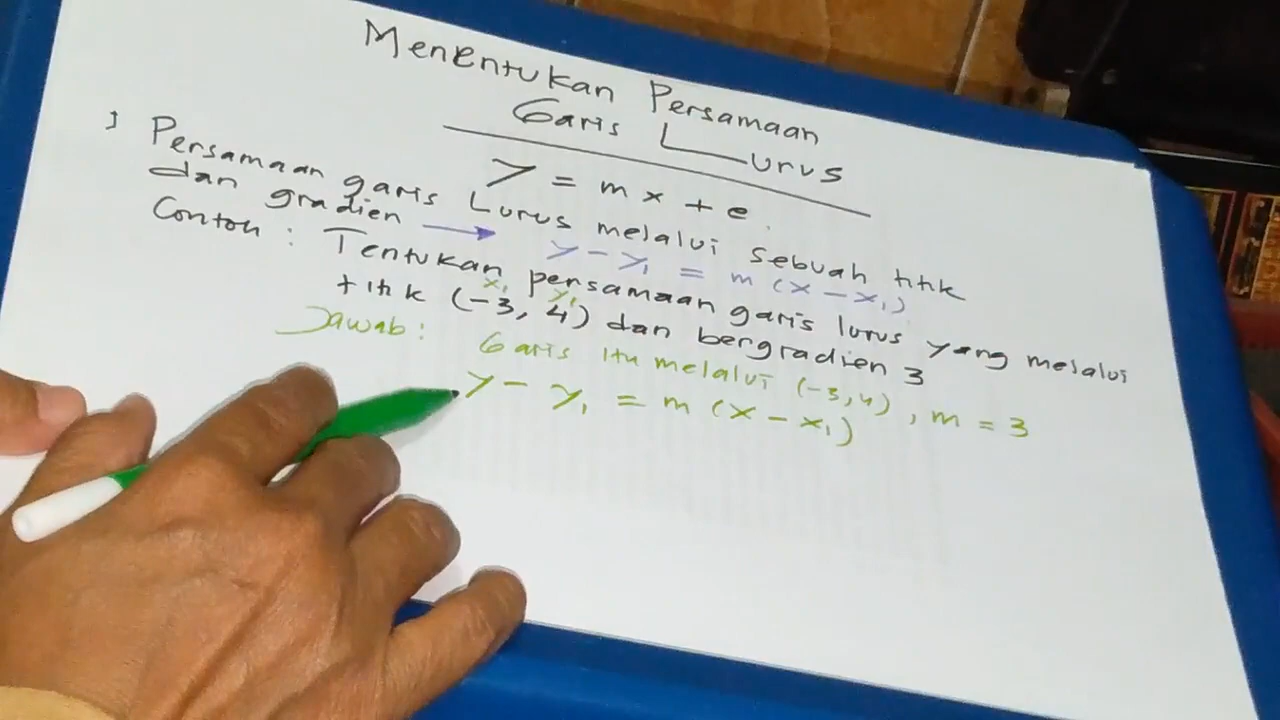 Menentukan Persamaan
Garis Lurus
y = mx + e
1 Persamaan garis Lurus melalui sebuah titik
dan gradien → y - y₁ = m (x - x₁)
Contoh : Tentukan persamaan garis lurus yang melalui
x₁ y₁
titik (-3, 4) dan bergradien 3
Jawab : Garis itu melalui (-3,4), m = 3
y - y₁ = m (x - x₁)